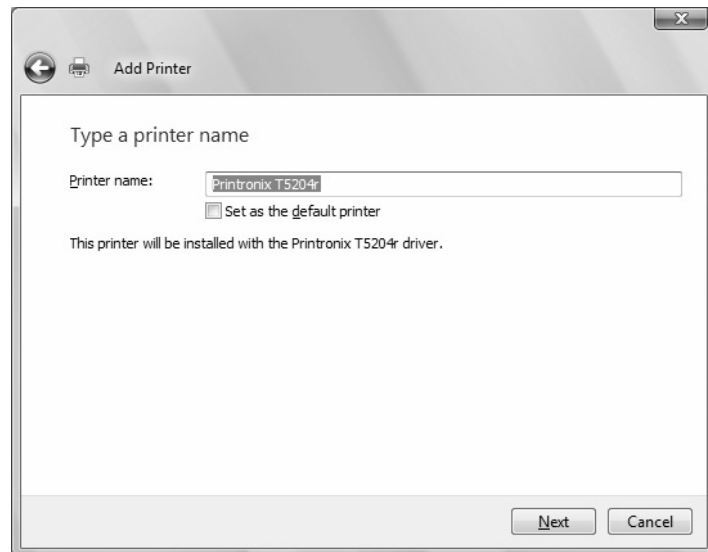 X
Add Printer
Type a printer name
Printer name: Printronix T5204r
Set as the default printer
This printer will be installed with the Printronix T5204r driver.
Next Cancel